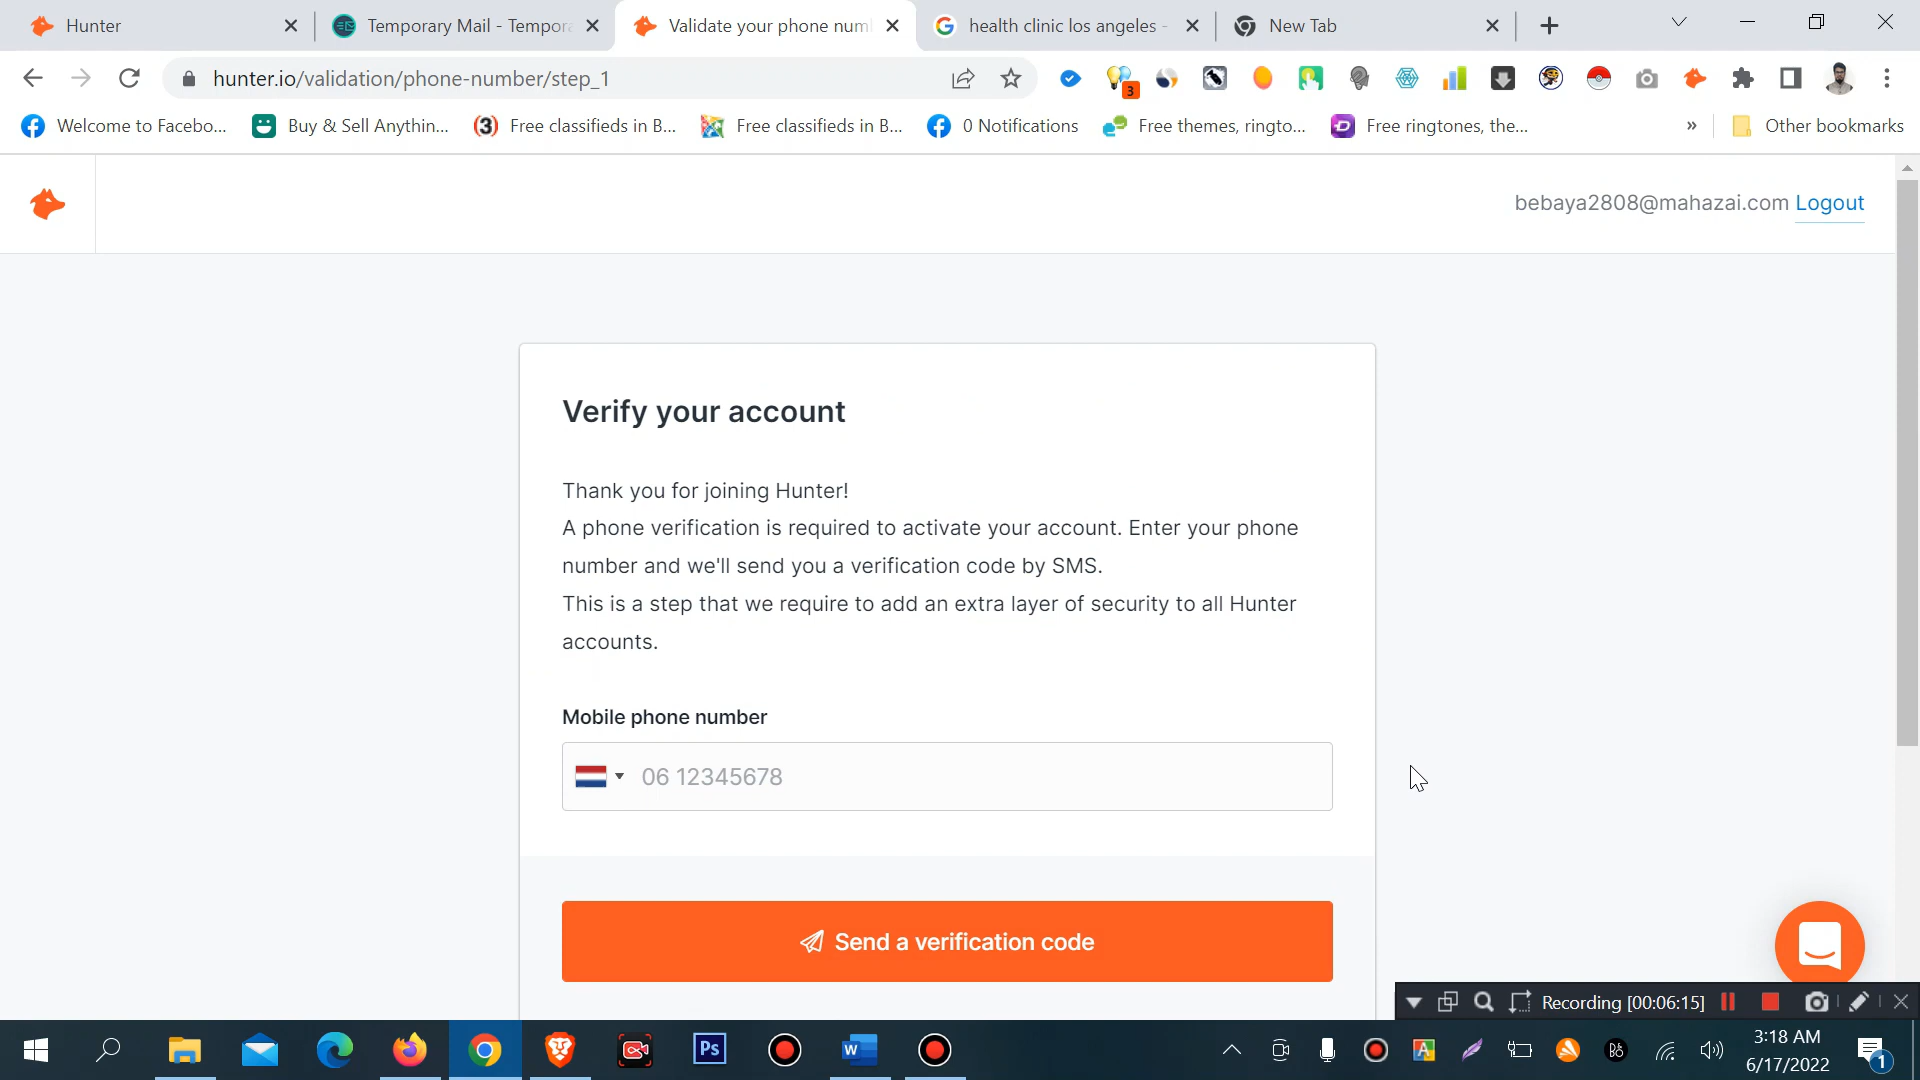 Hunter
Temporary Mail - Tempora
Validate your phone num
health clinic los angeles -
New Tab
hunter.io/validation/phone-number/step_1
3
Welcome to Facebo...
Buy & Sell Anythin...
(3)
Free classifieds in B...
Free classifieds in B...
0 Notifications
Free themes, ringto...
Free ringtones, the...
»
Other bookmarks
bebaya2808@mahazai.com Logout
Verify your account
Thank you for joining Hunter!
A phone verification is required to activate your account. Enter your phone
number and we'll send you a verification code by SMS.
This is a step that we require to add an extra layer of security to all Hunter
accounts.
Mobile phone number
06 12345678
Send a verification code
Recording [00:06:15]
Ps
W
A
3:18 AM
6/17/2022
1